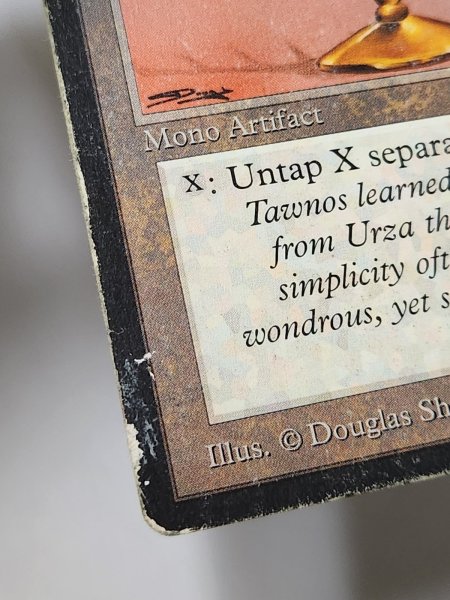 Mono Artifact
X: Untap X separa
Tawnos learned
from Urza th
simplicity oft
wondrous, yet s
Illus. © Douglas Sh